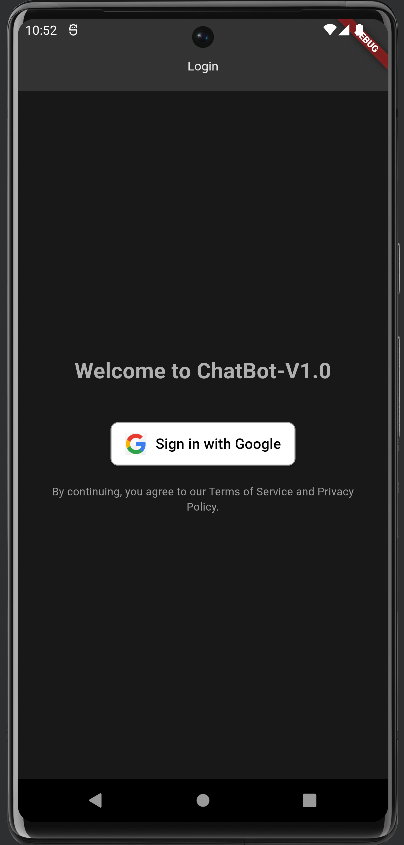 10:52
DEBUG
Login
Welcome to ChatBot-V1.0
Sign in with Google
By continuing, you agree to our Terms of Service and Privacy
Policy.